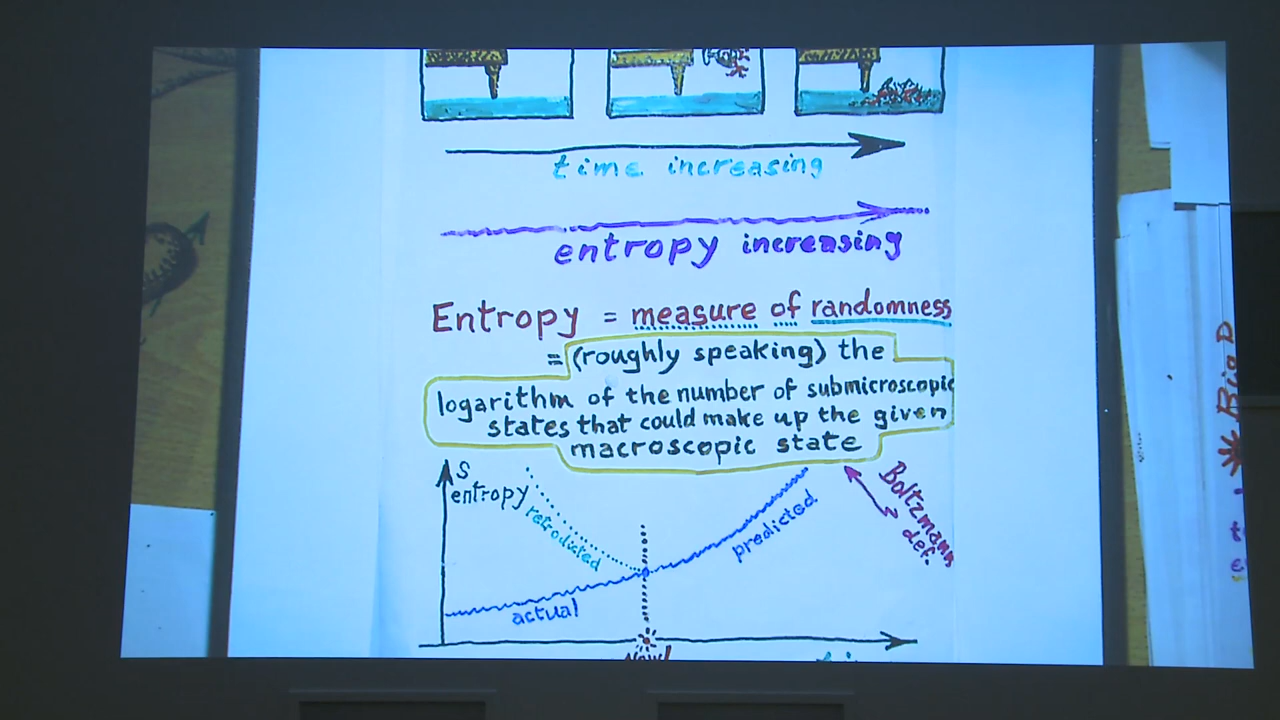 time increasing
entropy increasing
Entropy = measure of randomness
= (roughly speaking) the
logarithm of the number of submicroscopic
states that could make up the given
macroscopic state
S
entropy
retrodicted
actual
predicted
Boltzmann
def.
Now!
Big